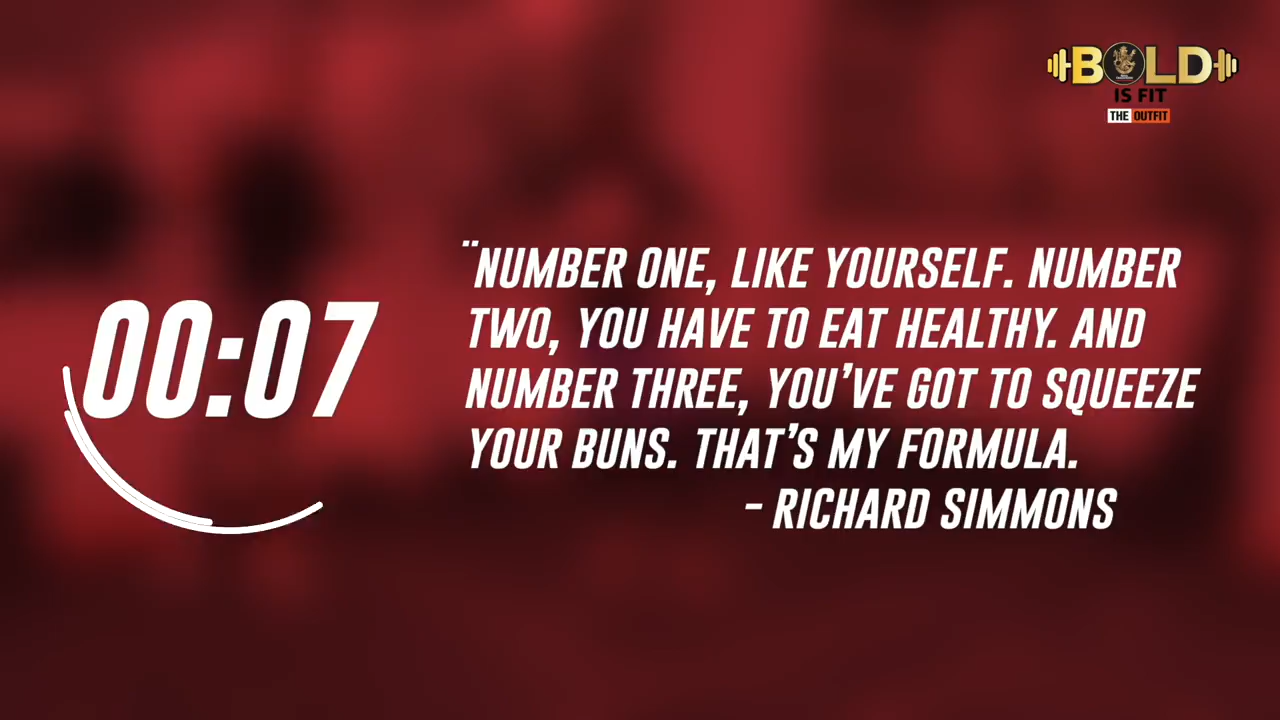 BOLD
IS FIT
THE OUTFIT
00:07
¨NUMBER ONE, LIKE YOURSELF. NUMBER
TWO, YOU HAVE TO EAT HEALTHY. AND
NUMBER THREE, YOU’VE GOT TO SQUEEZE
YOUR BUNS. THAT’S MY FORMULA.
- RICHARD SIMMONS